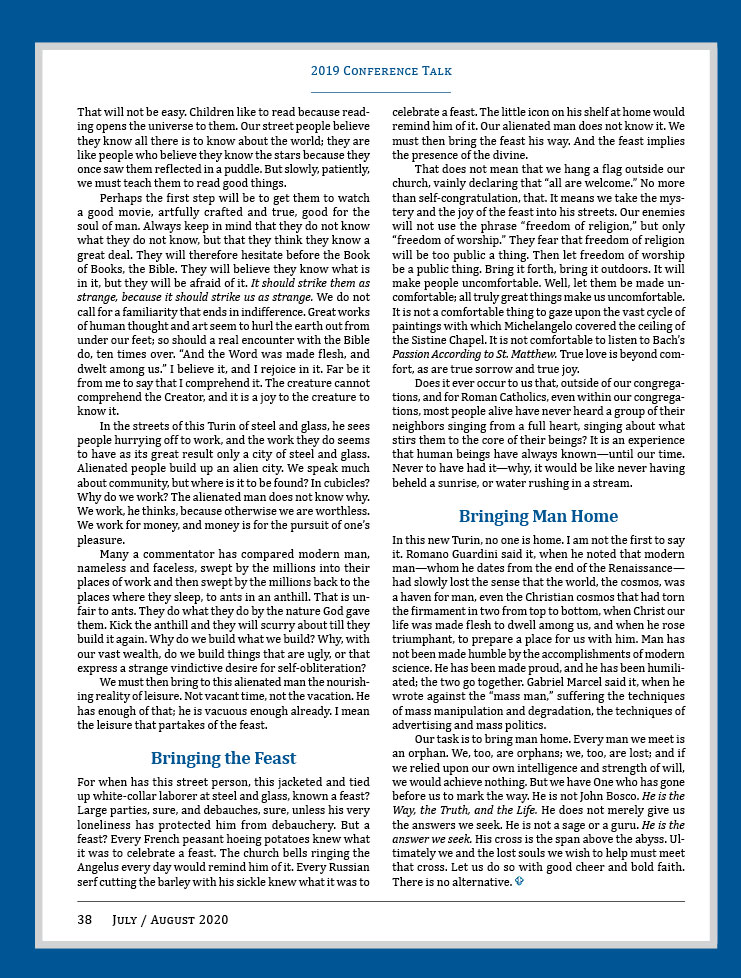 2019 Conference Talk
That will not be easy. Children like to read because read-
ing opens the universe to them. Our street people believe
they know all there is to know about the world; they are
like people who believe they know the stars because they
once saw them reflected in a puddle. But slowly, patiently,
we must teach them to read good things.
Perhaps the first step will be to get them to watch
a good movie, artfully crafted and true, good for the
soul of man. Always keep in mind that they do not know
what they do not know, but that they think they know a
great deal. They will therefore hesitate before the Book
of Books, the Bible. They will believe they know what is
in it, but they will be afraid of it. It should strike them as
strange, because it should strike us as strange. We do not
call for a familiarity that ends in indifference. Great works
of human thought and art seem to hurl the earth out from
under our feet; so should a real encounter with the Bible
do, ten times over. “And the Word was made flesh, and
dwelt among us.” I believe it, and I rejoice in it. Far be it
from me to say that I comprehend it. The creature cannot
comprehend the Creator, and it is a joy to the creature to
know it.
In the streets of this Turin of steel and glass, he sees
people hurrying off to work, and the work they do seems
to have as its great result only a city of steel and glass.
Alienated people build up an alien city. We speak much
about community, but where is it to be found? In cubicles?
Why do we work? The alienated man does not know why.
We work, he thinks, because otherwise we are worthless.
We work for money, and money is for the pursuit of one’s
pleasure.
Many a commentator has compared modern man,
nameless and faceless, swept by the millions into their
places of work and then swept by the millions back to the
places where they sleep, to ants in an anthill. That is un-
fair to ants. They do what they do by the nature God gave
them. Kick the anthill and they will scurry about till they
build it again. Why do we build what we build? Why, with
our vast wealth, do we build things that are ugly, or that
express a strange vindictive desire for self-obliteration?
We must then bring to this alienated man the nourish-
ing reality of leisure. Not vacant time, not the vacation. He
has enough of that; he is vacuous enough already. I mean
the leisure that partakes of the feast.
Bringing the Feast
For when has this street person, this jacketed and tied
up white-collar laborer at steel and glass, known a feast?
Large parties, sure, and debauches, sure, unless his very
loneliness has protected him from debauchery. But a
feast? Every French peasant hoeing potatoes knew what
it was to celebrate a feast. The church bells ringing the
Angelus every day would remind him of it. Every Russian
serf cutting the barley with his sickle knew what it was to
celebrate a feast. The little icon on his shelf at home would
remind him of it. Our alienated man does not know it. We
must then bring the feast his way. And the feast implies
the presence of the divine.
That does not mean that we hang a flag outside our
church, vainly declaring that “all are welcome.” No more
than self-congratulation, that. It means we take the mys-
tery and the joy of the feast into his streets. Our enemies
will not use the phrase “freedom of religion,” but only
“freedom of worship.” They fear that freedom of religion
will be too public a thing. Then let freedom of worship
be a public thing. Bring it forth, bring it outdoors. It will
make people uncomfortable. Well, let them be made un-
comfortable; all truly great things make us uncomfortable.
It is not a comfortable thing to gaze upon the vast cycle of
paintings with which Michelangelo covered the ceiling of
the Sistine Chapel. It is not comfortable to listen to Bach’s
Passion According to St. Matthew. True love is beyond com-
fort, as are true sorrow and true joy.
Does it ever occur to us that, outside of our congrega-
tions, and for Roman Catholics, even within our congrega-
tions, most people alive have never heard a group of their
neighbors singing from a full heart, singing about what
stirs them to the core of their beings? It is an experience
that human beings have always known—until our time.
Never to have had it—why, it would be like never having
beheld a sunrise, or water rushing in a stream.
Bringing Man Home
In this new Turin, no one is home. I am not the first to say
it. Romano Guardini said it, when he noted that modern
man—whom he dates from the end of the Renaissance—
had slowly lost the sense that the world, the cosmos, was
a haven for man, even the Christian cosmos that had torn
the firmament in two from top to bottom, when Christ our
life was made flesh to dwell among us, and when he rose
triumphant, to prepare a place for us with him. Man has
not been made humble by the accomplishments of modern
science. He has been made proud, and he has been humili-
ated; the two go together. Gabriel Marcel said it, when he
wrote against the “mass man,” suffering the techniques
of mass manipulation and degradation, the techniques of
advertising and mass politics.
Our task is to bring man home. Every man we meet is
an orphan. We, too, are orphans; we, too, are lost; and if
we relied upon our own intelligence and strength of will,
we would achieve nothing. But we have One who has gone
before us to mark the way. He is not John Bosco. He is the
Way, the Truth, and the Life. He does not merely give us
the answers we seek. He is not a sage or a guru. He is the
answer we seek. His cross is the span above the abyss. Ul-
timately we and the lost souls we wish to help must meet
that cross. Let us do so with good cheer and bold faith.
There is no alternative.
38 July / August 2020